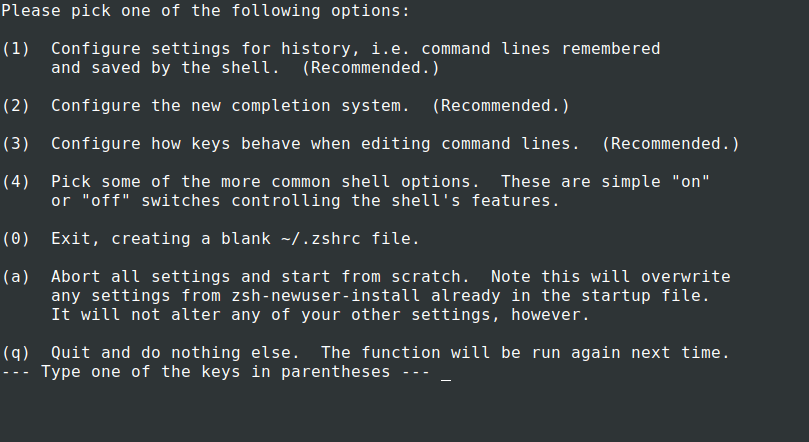 Please pick one of the following options:
(1)  Configure settings for history, i.e. command lines remembered
     and saved by the shell.  (Recommended.)
(2)  Configure the new completion system.  (Recommended.)
(3)  Configure how keys behave when editing command lines.  (Recommended.)
(4)  Pick some of the more common shell options.  These are simple "on"
     or "off" switches controlling the shell's features.
(0)  Exit, creating a blank ~/.zshrc file.
(a)  Abort all settings and start from scratch.  Note this will overwrite
     any settings from zsh-newuser-install already in the startup file.
     It will not alter any of your other settings, however.
(q)  Quit and do nothing else.  The function will be run again next time.
--- Type one of the keys in parentheses --- _